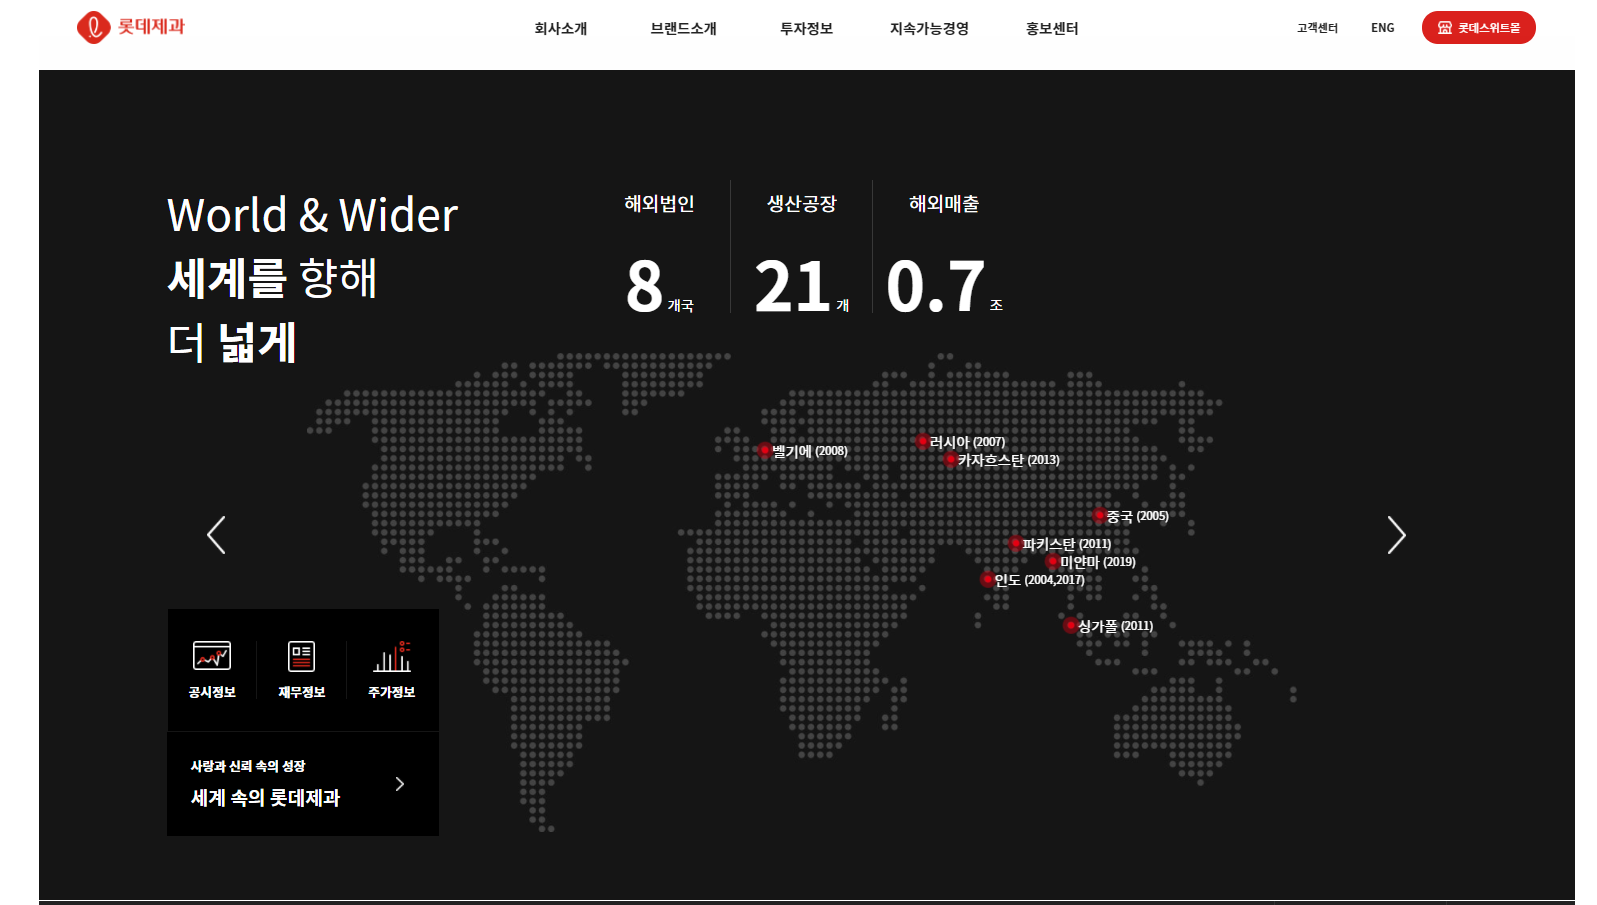 롯데제과
회사소개
브랜드소개
투자정보
지속가능경영
홍보센터
고객센터
ENG
롯데스위트몰
World & Wider
세계를 향해
더 넓게
해외법인
8 개국
생산공장
21 개
해외매출
0.7 조
러시아 (2007)
벨기에 (2008)
카자흐스탄 (2013)
중국 (2005)
파키스탄 (2011)
미얀마 (2019)
인도 (2004,2017)
싱가폴 (2011)
공시정보
재무정보
주가정보
사랑과 신뢰 속의 성장
세계 속의 롯데제과